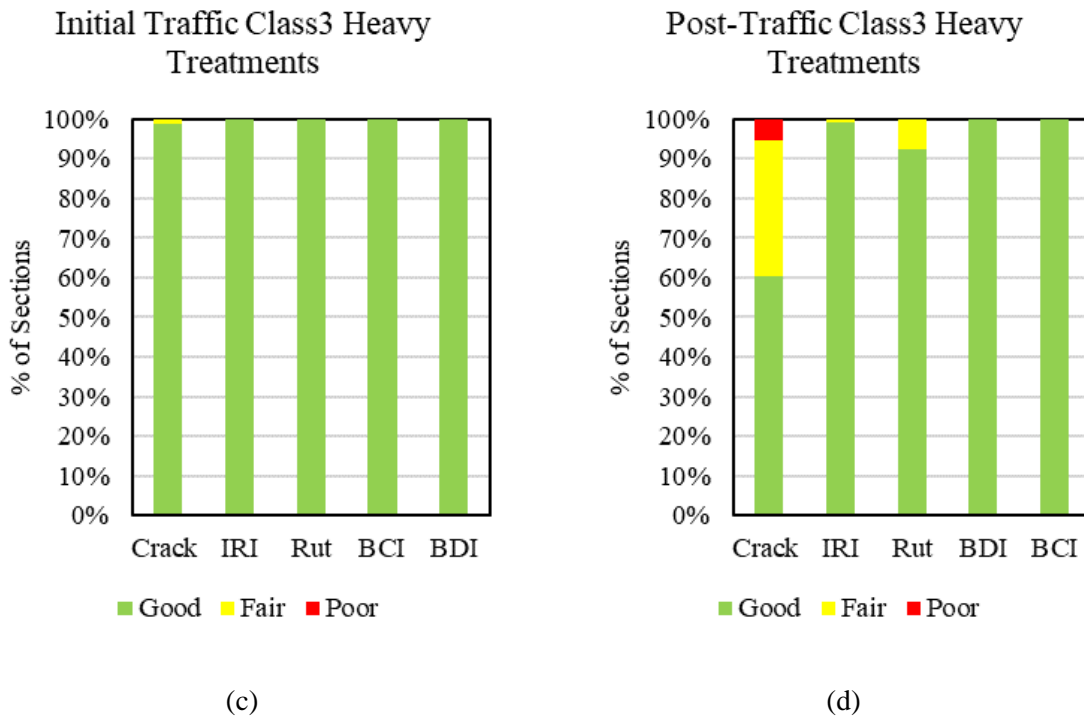 Initial Traffic Class3 Heavy
Treatments
100%
90%
80%
70%
60%
50%
40%
30%
20%
10%
0%
% of Sections
Crack IRI Rut BCI BDI
Good Fair Poor
(c)
Post-Traffic Class3 Heavy
Treatments
100%
90%
80%
70%
60%
50%
40%
30%
20%
10%
0%
% of Sections
Crack IRI Rut BDI BCI
Good Fair Poor
(d)